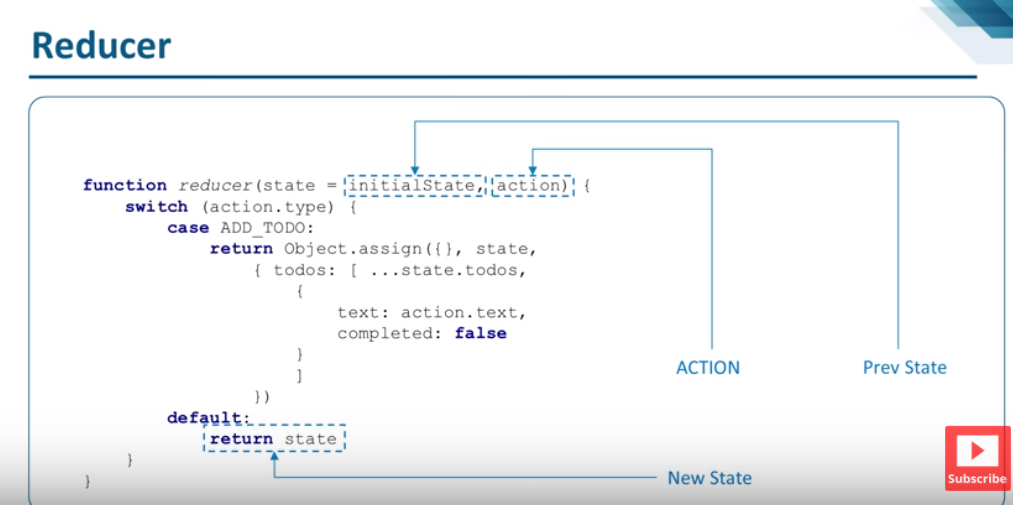 Reducer
function reducer(state = initialState, action) {
switch (action.type) {
case ADD_TODO:
return Object.assign({}, state,
{ todos: [ ...state.todos,
{
text: action.text,
completed: false
}
]
})
default:
return state
}
}
ACTION
Prev State
New State
Subscribe